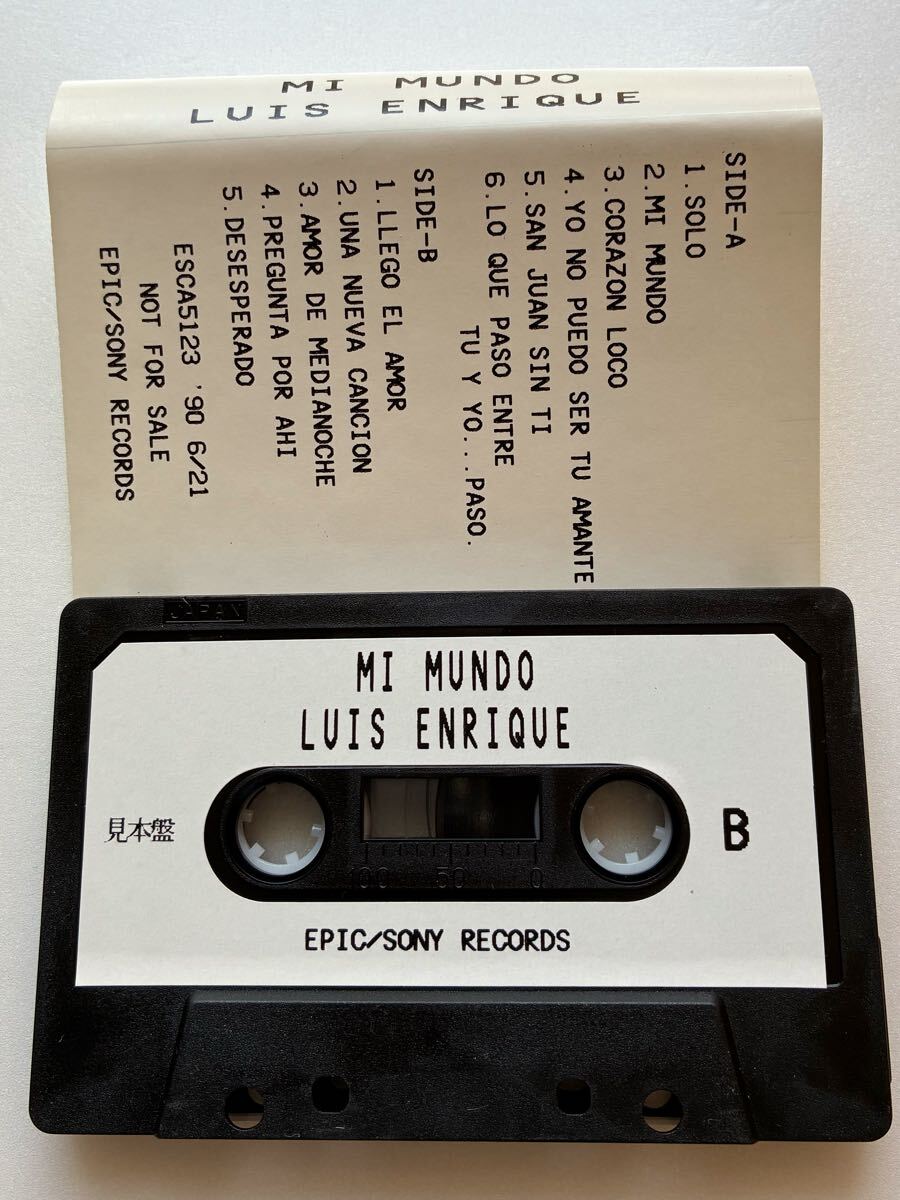 MI MUNDO
LUIS ENRIQUE
SIDE-A
1.SOLO
2.MI MUNDO
3.CORAZON LOCO
4.YO NO PUEDO SER TU AMANTE
5.SAN JUAN SIN TI
6.LO QUE PASO ENTRE
TU Y YO...PASO.
SIDE-B
1.LLEGO EL AMOR
2.UNA NUEVA CANCION
3.AMOR DE MEDIANOCHE
4.PREGUNTA POR AHI
5.DESESPERADO
ESCA5123 '90 6/21
NOT FOR SALE
EPIC/SONY RECORDS
JAPAN
MI MUNDO
LUIS ENRIQUE
見本盤
B
100 50 0
EPIC/SONY RECORDS